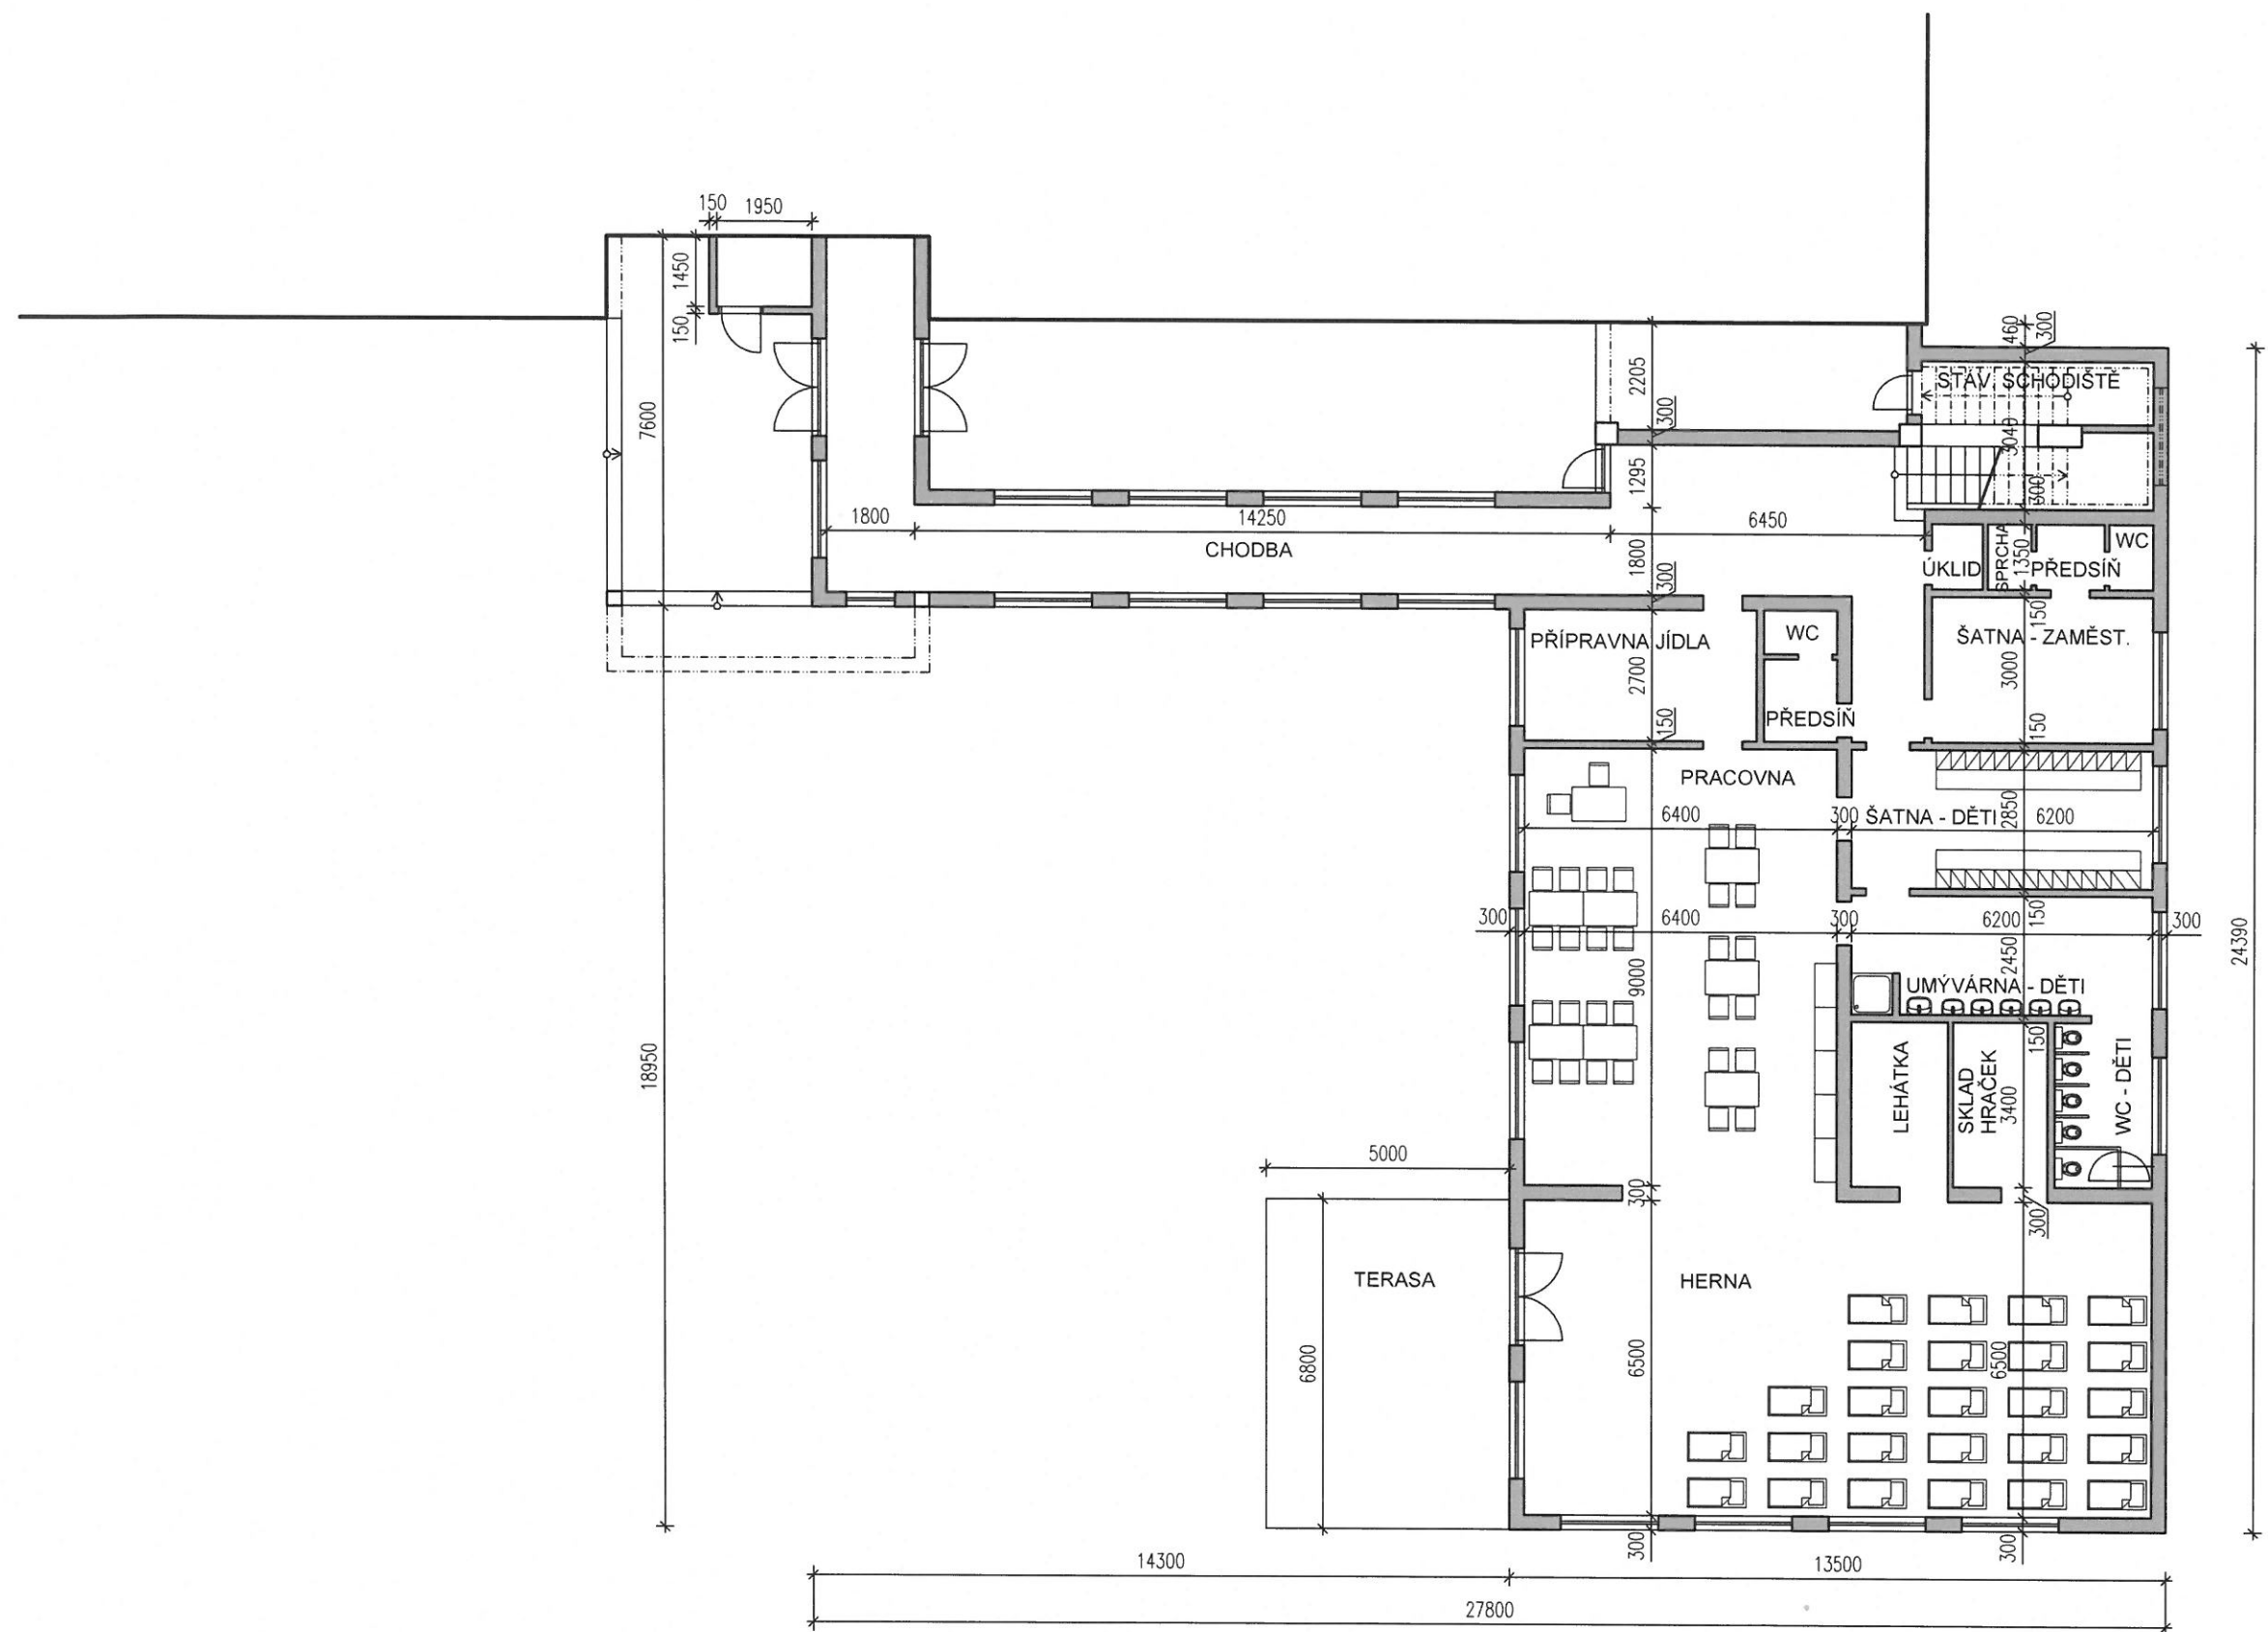 150 1950
1450
150
7600
460
300
2205
300
STÁV. SCHODIŠTĚ
3040
1295
300
1800 14250 6450
CHODBA
1800
300
ÚKLID
SPRCHA
1350
PŘEDSÍŇ
WC
PŘÍPRAVNA JÍDLA
WC
150
ŠATNA - ZAMĚST.
2700
3000
PŘEDSÍŇ
150
150
PRACOVNA
6400 300 ŠATNA - DĚTI 2850 6200
300 6400 300 6200 150 300
24390
9000
2450
UMÝVÁRNA - DĚTI
18950
LEHÁTKA
SKLAD
HRAČEK
3400
150
WC - DĚTI
5000
300
300
TERASA
HERNA
6800
6500
6500
300
300
14300 13500
27800